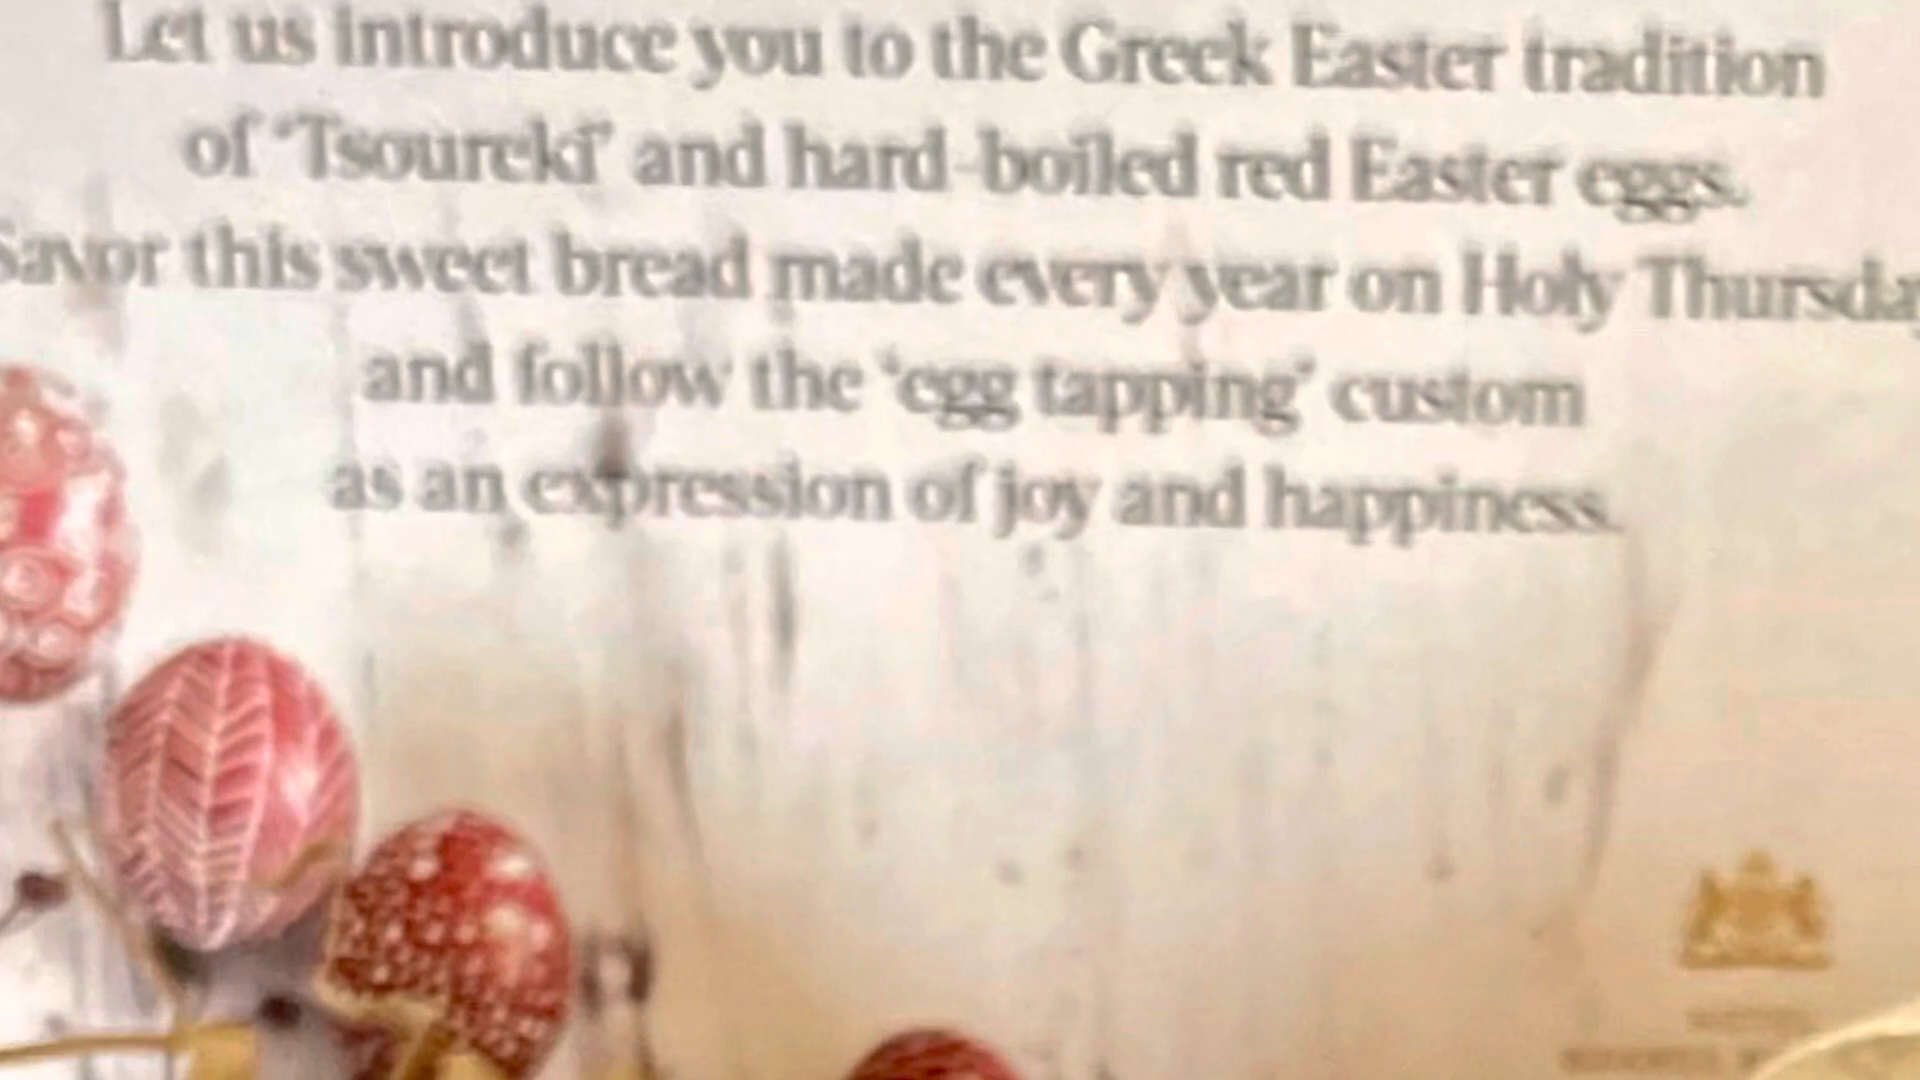 Let us introduce you to the Greek Easter tradition
of 'Tsoureki' and hard-boiled red Easter eggs.
Savor this sweet bread made every year on Holy Thursday
and follow the 'egg tapping' custom
as an expression of joy and happiness.